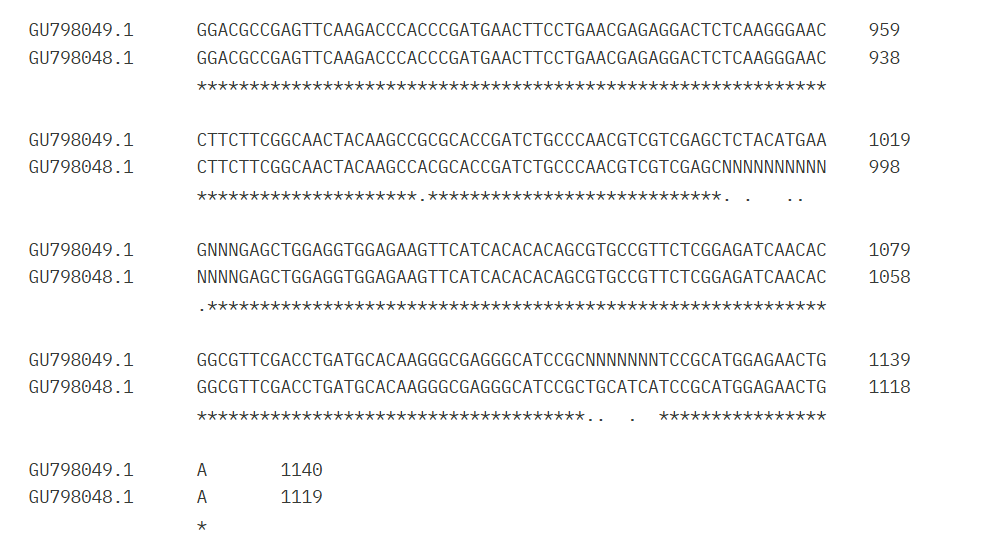 GU798049.1      GGACGCCGAGTTCAAGACCCACCCGATGAACTTCCTGAACGAGAGGACTCTCAAGGGAAC    959
GU798048.1      GGACGCCGAGTTCAAGACCCACCCGATGAACTTCCTGAACGAGAGGACTCTCAAGGGAAC    938
                ************************************************************
GU798049.1      CTTCTTCGGCAACTACAAGCCGCGCACCGATCTGCCCAACGTCGTCGAGCTCTACATGAA    1019
GU798048.1      CTTCTTCGGCAACTACAAGCCACGCACCGATCTGCCCAACGTCGTCGAGCNNNNNNNNNN    998
                *********************.****************************. .   ..
GU798049.1      GNNNGAGCTGGAGGTGGAGAAGTTCATCACACACAGCGTGCCGTTCTCGGAGATCAACAC    1079
GU798048.1      NNNNGAGCTGGAGGTGGAGAAGTTCATCACACACAGCGTGCCGTTCTCGGAGATCAACAC    1058
                .***********************************************************
GU798049.1      GGCGTTCGACCTGATGCACAAGGGCGAGGGCATCCGCNNNNNNNTCCGCATGGAGAACTG    1139
GU798048.1      GGCGTTCGACCTGATGCACAAGGGCGAGGGCATCCGCTGCATCATCCGCATGGAGAACTG    1118
                *************************************..  .  ****************
GU798049.1      A       1140
GU798048.1      A       1119
                *